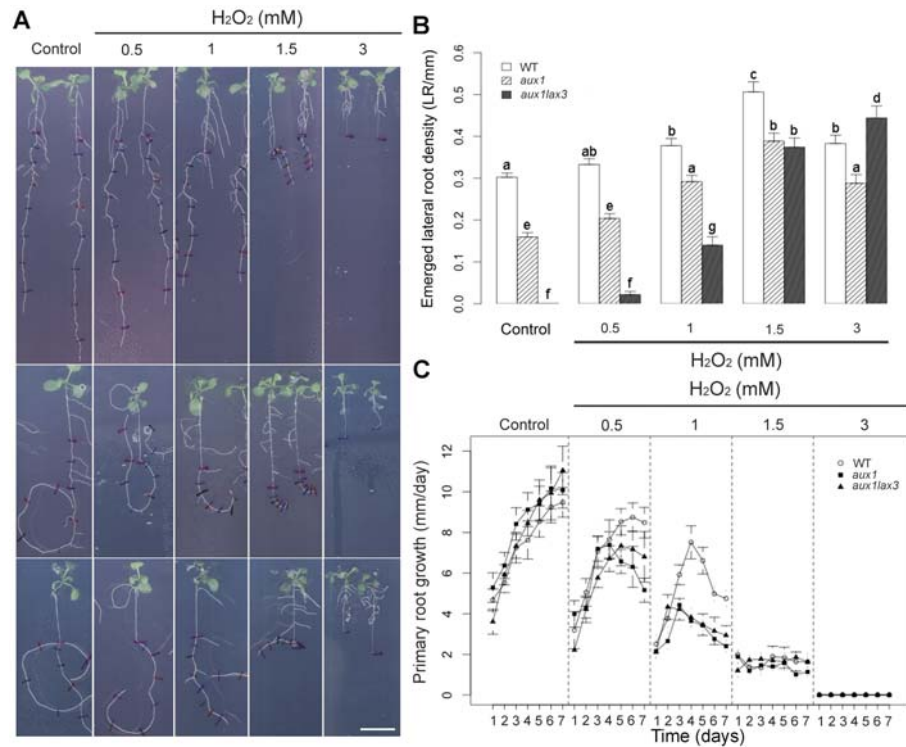 A
H₂O₂ (mM)
Control 0.5 1 1.5 3
B
Emerged lateral root density (LR/mm)
0.6
0.5
0.4
0.3
0.2
0.1
0.0
WT
aux1
aux1lax3
a e f
ab e f
b a g
c b b
b a d
Control 0.5 1 1.5 3
H₂O₂ (mM)
C
H₂O₂ (mM)
Control 0.5 1 1.5 3
Primary root growth (mm/day)
12
10
8
6
4
2
0
WT
aux1
aux1lax3
1 2 3 4 5 6 7 1 2 3 4 5 6 7 1 2 3 4 5 6 7 1 2 3 4 5 6 7 1 2 3 4 5 6 7
Time (days)